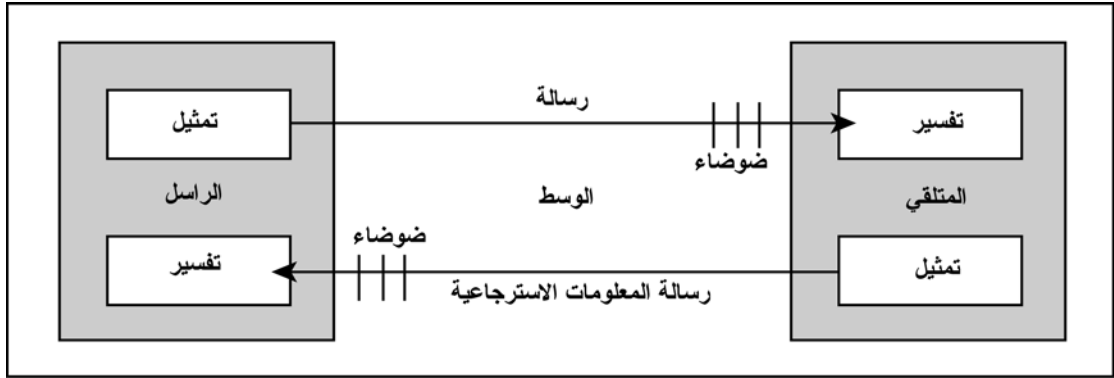 رسالة
تمثيل
تفسير
ضوضاء
الراسل
الوسط
المتلقي
ضوضاء
تفسير
تمثيل
رسالة المعلومات الاسترجاعية